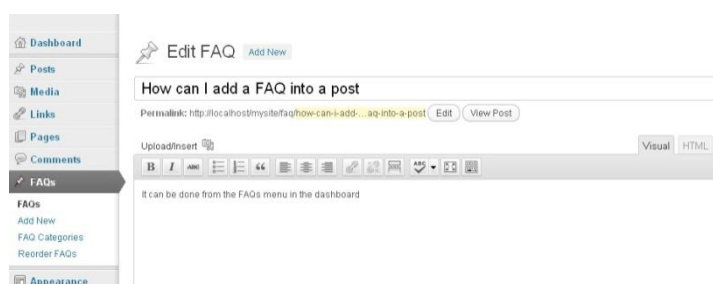 Dashboard
Posts
Media
Links
Pages
Comments
FAQs
FAQs
Add New
FAQ Categories
Reorder FAQs
Appearance
Edit FAQ Add New
How can I add a FAQ into a post
Permalink: http://localhost/mysite/faq/how-can-i-add-...aq-into-a-post Edit View Post
Upload/Insert Visual HTML
B I ABC ABC
It can be done from the FAQs menu in the dashboard